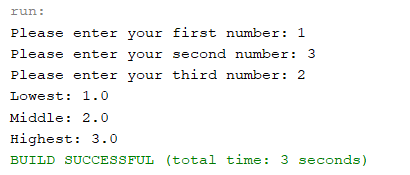 run:
Please enter your first number: 1
Please enter your second number: 3
Please enter your third number: 2
Lowest: 1.0
Middle: 2.0
Highest: 3.0
BUILD SUCCESSFUL (total time: 3 seconds)